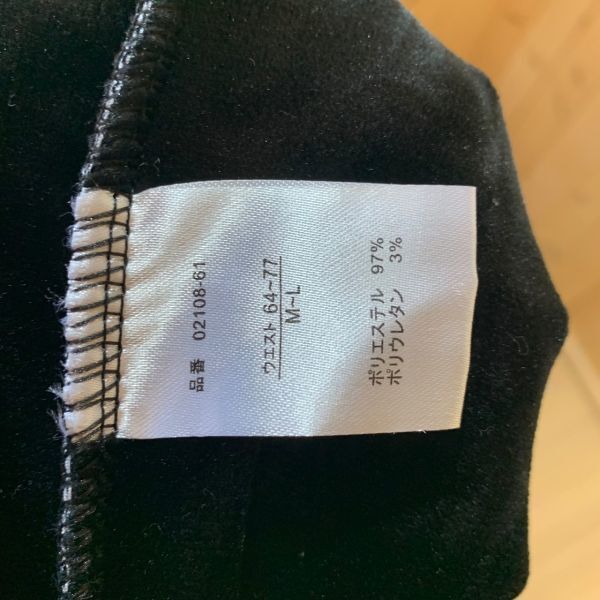 品番　02108-61
ウエスト 64~77
M~L
ポリエステル 97%
ポリウレタン 3%